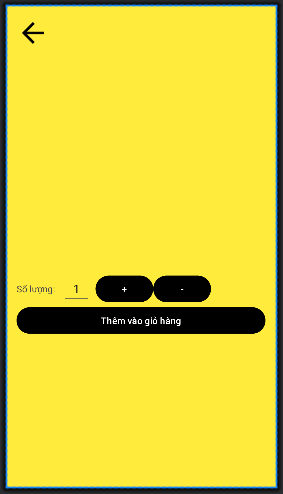 Số lượng: 1 + -
Thêm vào giỏ hàng